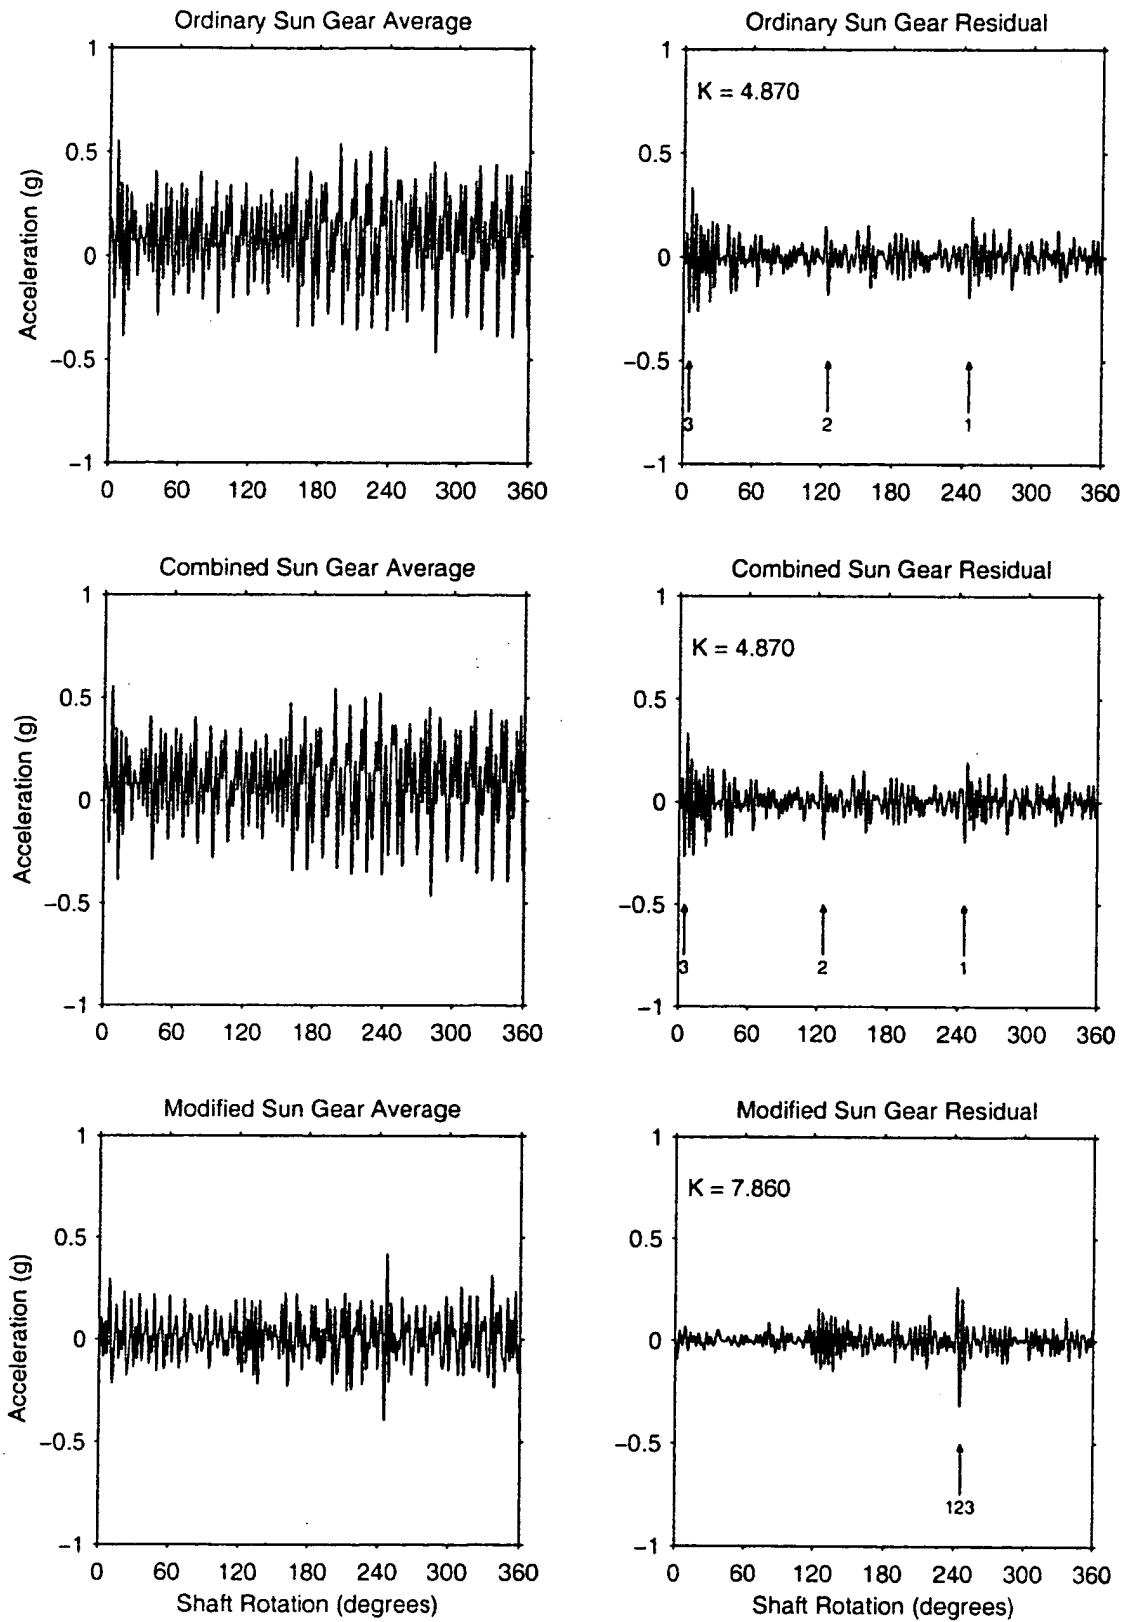 Ordinary Sun Gear Average
1
0.5
0
−0.5
−1
Acceleration (g)
0 60 120 180 240 300 360
Ordinary Sun Gear Residual
1
0.5
0
−0.5
−1
K = 4.870
3 2 1
0 60 120 180 240 300 360
Combined Sun Gear Average
1
0.5
0
−0.5
−1
Acceleration (g)
0 60 120 180 240 300 360
Combined Sun Gear Residual
1
0.5
0
−0.5
−1
K = 4.870
3 2 1
0 60 120 180 240 300 360
Modified Sun Gear Average
1
0.5
0
−0.5
−1
Acceleration (g)
0 60 120 180 240 300 360
Shaft Rotation (degrees)
Modified Sun Gear Residual
1
0.5
0
−0.5
−1
K = 7.860
123
0 60 120 180 240 300 360
Shaft Rotation (degrees)